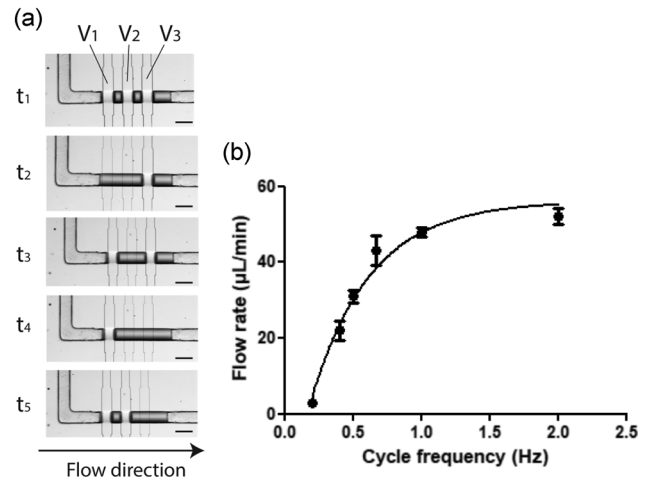 (a)
V1 V2 V3
t1
t2
t3
t4
t5
Flow direction
(b)
Flow rate (µL/min)
60
40
20
0
0.0 0.5 1.0 1.5 2.0 2.5
Cycle frequency (Hz)